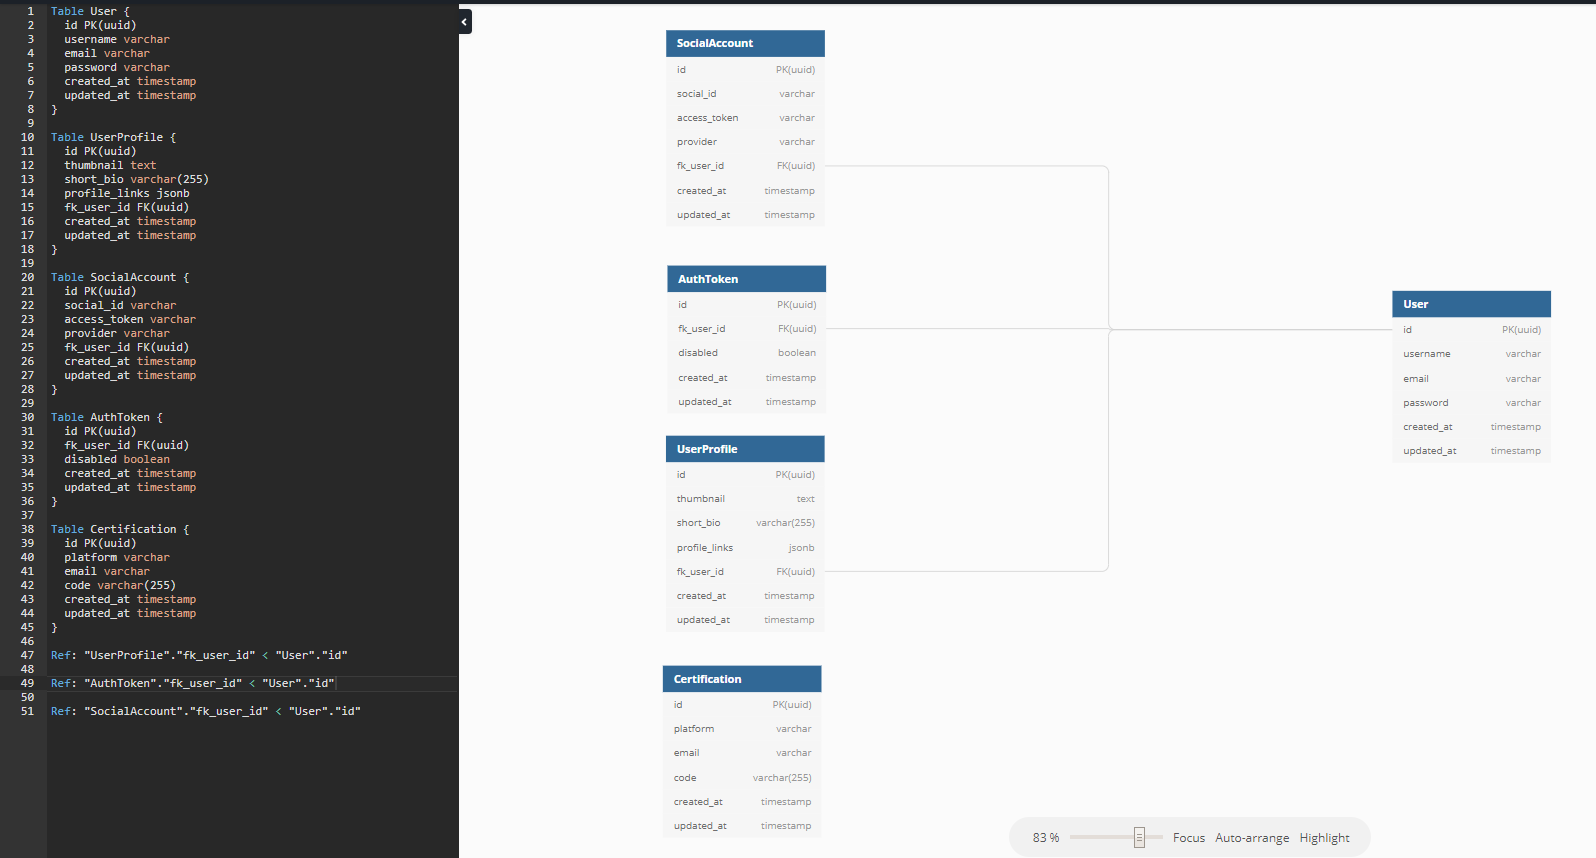 1 Table User {
2 id PK(uuid)
3 username varchar
4 email varchar
5 password varchar
6 created_at timestamp
7 updated_at timestamp
8 }
9
10 Table UserProfile {
11 id PK(uuid)
12 thumbnail text
13 short_bio varchar(255)
14 profile_links jsonb
15 fk_user_id FK(uuid)
16 created_at timestamp
17 updated_at timestamp
18 }
19
20 Table SocialAccount {
21 id PK(uuid)
22 social_id varchar
23 access_token varchar
24 provider varchar
25 fk_user_id FK(uuid)
26 created_at timestamp
27 updated_at timestamp
28 }
29
30 Table AuthToken {
31 id PK(uuid)
32 fk_user_id FK(uuid)
33 disabled boolean
34 created_at timestamp
35 updated_at timestamp
36 }
37
38 Table Certification {
39 id PK(uuid)
40 platform varchar
41 email varchar
42 code varchar(255)
43 created_at timestamp
44 updated_at timestamp
45 }
46
47 Ref: "UserProfile"."fk_user_id" < "User"."id"
48
49 Ref: "AuthToken"."fk_user_id" < "User"."id"
50
51 Ref: "SocialAccount"."fk_user_id" < "User"."id"
SocialAccount
id PK(uuid)
social_id varchar
access_token varchar
provider varchar
fk_user_id FK(uuid)
created_at timestamp
updated_at timestamp
AuthToken
id PK(uuid)
fk_user_id FK(uuid)
disabled boolean
created_at timestamp
updated_at timestamp
UserProfile
id PK(uuid)
thumbnail text
short_bio varchar(255)
profile_links jsonb
fk_user_id FK(uuid)
created_at timestamp
updated_at timestamp
Certification
id PK(uuid)
platform varchar
email varchar
code varchar(255)
created_at timestamp
updated_at timestamp
User
id PK(uuid)
username varchar
email varchar
password varchar
created_at timestamp
updated_at timestamp
83 % Focus Auto-arrange Highlight